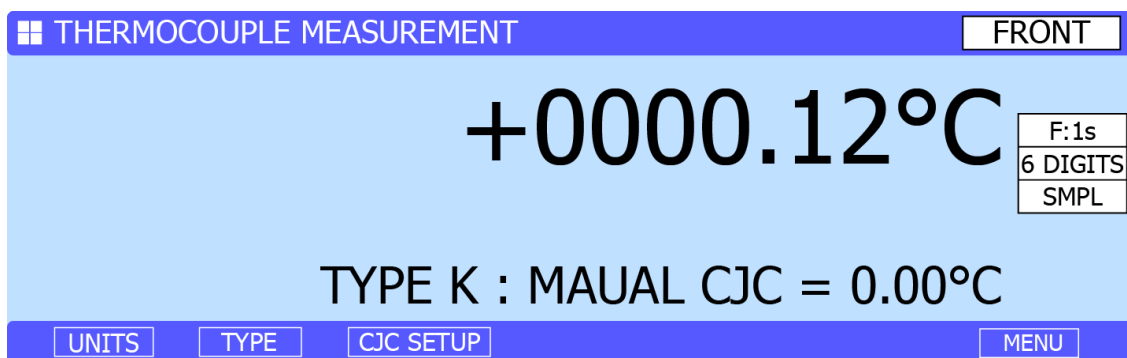 THERMOCOUPLE MEASUREMENT FRONT
+0000.12°C
F:1s
6 DIGITS
SMPL
TYPE K : MAUAL CJC = 0.00°C
UNITS TYPE CJC SETUP MENU